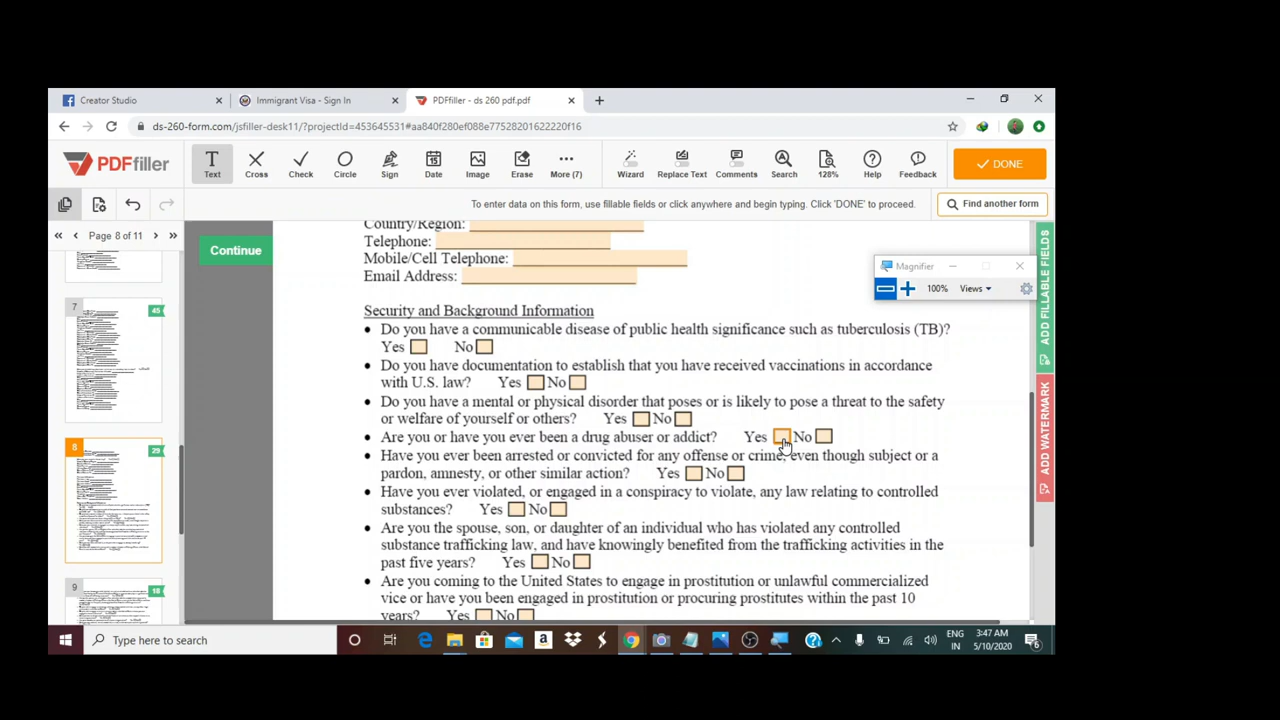 Creator Studio
Immigrant Visa - Sign In
PDFfiller - ds 260 pdf.pdf
ds-260-form.com/jsfiller-desk11/?projectId=453645531#aa840f280ef088e77528201622220f16
PDFfiller
Text
Cross
Check
Circle
Sign
Date
Image
Erase
More (7)
Wizard
Replace Text
Comments
Search
128%
Help
Feedback
DONE
To enter data on this form, use fillable fields or click anywhere and begin typing. Click 'DONE' to proceed.
Find another form
Page 8 of 11
Continue
Country/Region:
Telephone:
Mobile/Cell Telephone:
Email Address:
Magnifier
100%
Views
ADD FILLABLE FIELDS
ADD WATERMARK
7
45
8
29
9
18
Security and Background Information
• Do you have a communicable disease of public health significance such as tuberculosis (TB)?
Yes No
• Do you have documentation to establish that you have received vaccinations in accordance
with U.S. law? Yes No
• Do you have a mental or physical disorder that poses or is likely to pose a threat to the safety
or welfare of yourself or others? Yes No
• Are you or have you ever been a drug abuser or addict? Yes No
• Have you ever been arrested or convicted for any offense or crime, even though subject or a
pardon, amnesty, or other similar action? Yes No
• Have you ever violated, or engaged in a conspiracy to violate, any law relating to controlled
substances? Yes No
• Are you the spouse, son, or daughter of an individual who has violated any controlled
substance trafficking law, and have knowingly benefited from the trafficking activities in the
past five years? Yes No
• Are you coming to the United States to engage in prostitution or unlawful commercialized
vice or have you been engaged in prostitution or procuring prostitutes within the past 10
years? Yes No
Type here to search
ENG
IN
3:47 AM
5/10/2020
6